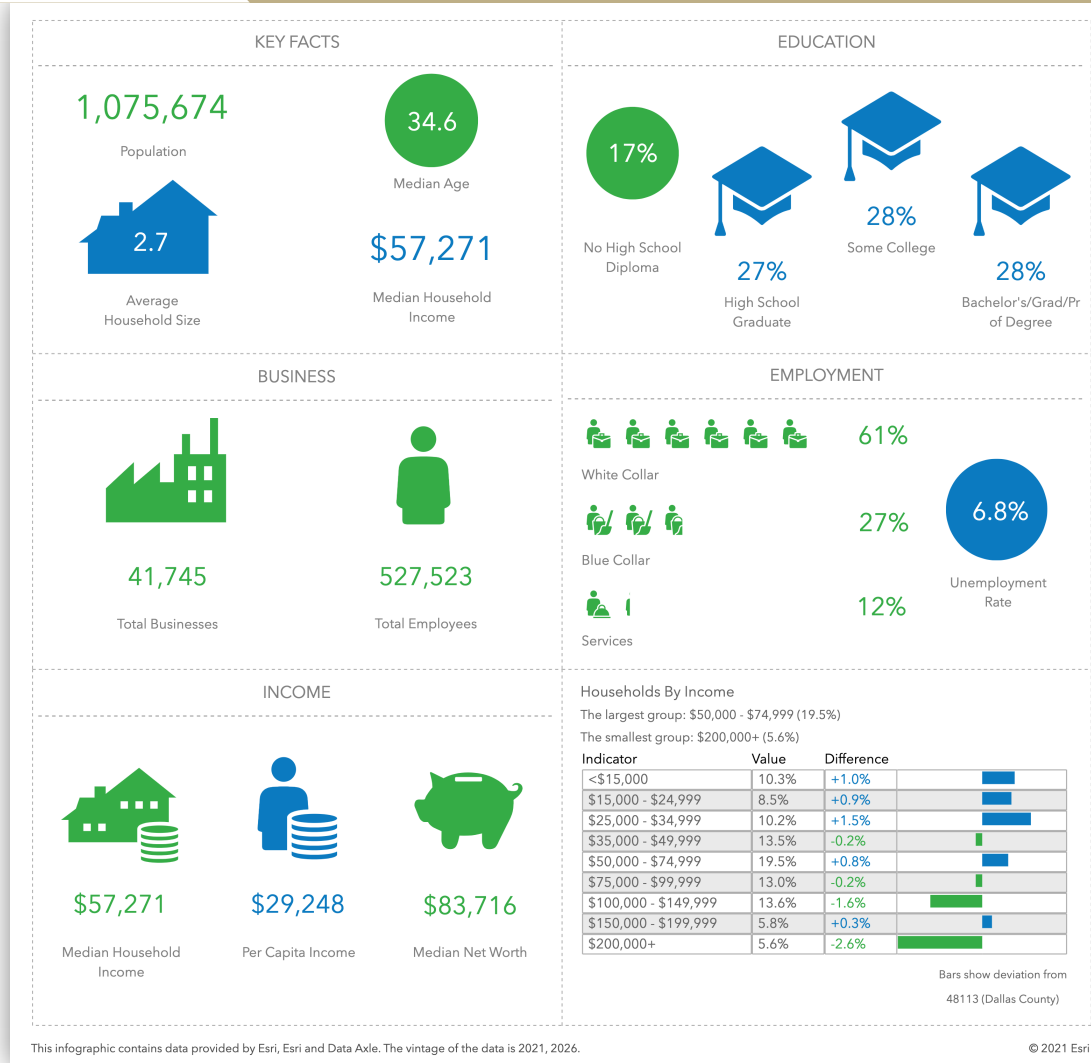 KEY FACTS
1,075,674
Population
34.6
Median Age
2.7
Average
Household Size
$57,271
Median Household
Income
EDUCATION
17%
No High School
Diploma
27%
High School
Graduate
28%
Some College
28%
Bachelor's/Grad/Pr
of Degree
BUSINESS
41,745
Total Businesses
527,523
Total Employees
EMPLOYMENT
61%
White Collar
27%
Blue Collar
12%
Services
6.8%
Unemployment
Rate
INCOME
$57,271
Median Household
Income
$29,248
Per Capita Income
$83,716
Median Net Worth
Households By Income
The largest group: $50,000 - $74,999 (19.5%)
The smallest group: $200,000+ (5.6%)
Indicator Value Difference
<$15,000 10.3% +1.0%
$15,000 - $24,999 8.5% +0.9%
$25,000 - $34,999 10.2% +1.5%
$35,000 - $49,999 13.5% -0.2%
$50,000 - $74,999 19.5% +0.8%
$75,000 - $99,999 13.0% -0.2%
$100,000 - $149,999 13.6% -1.6%
$150,000 - $199,999 5.8% +0.3%
$200,000+ 5.6% -2.6%
Bars show deviation from
48113 (Dallas County)
This infographic contains data provided by Esri, Esri and Data Axle. The vintage of the data is 2021, 2026.
© 2021 Esri